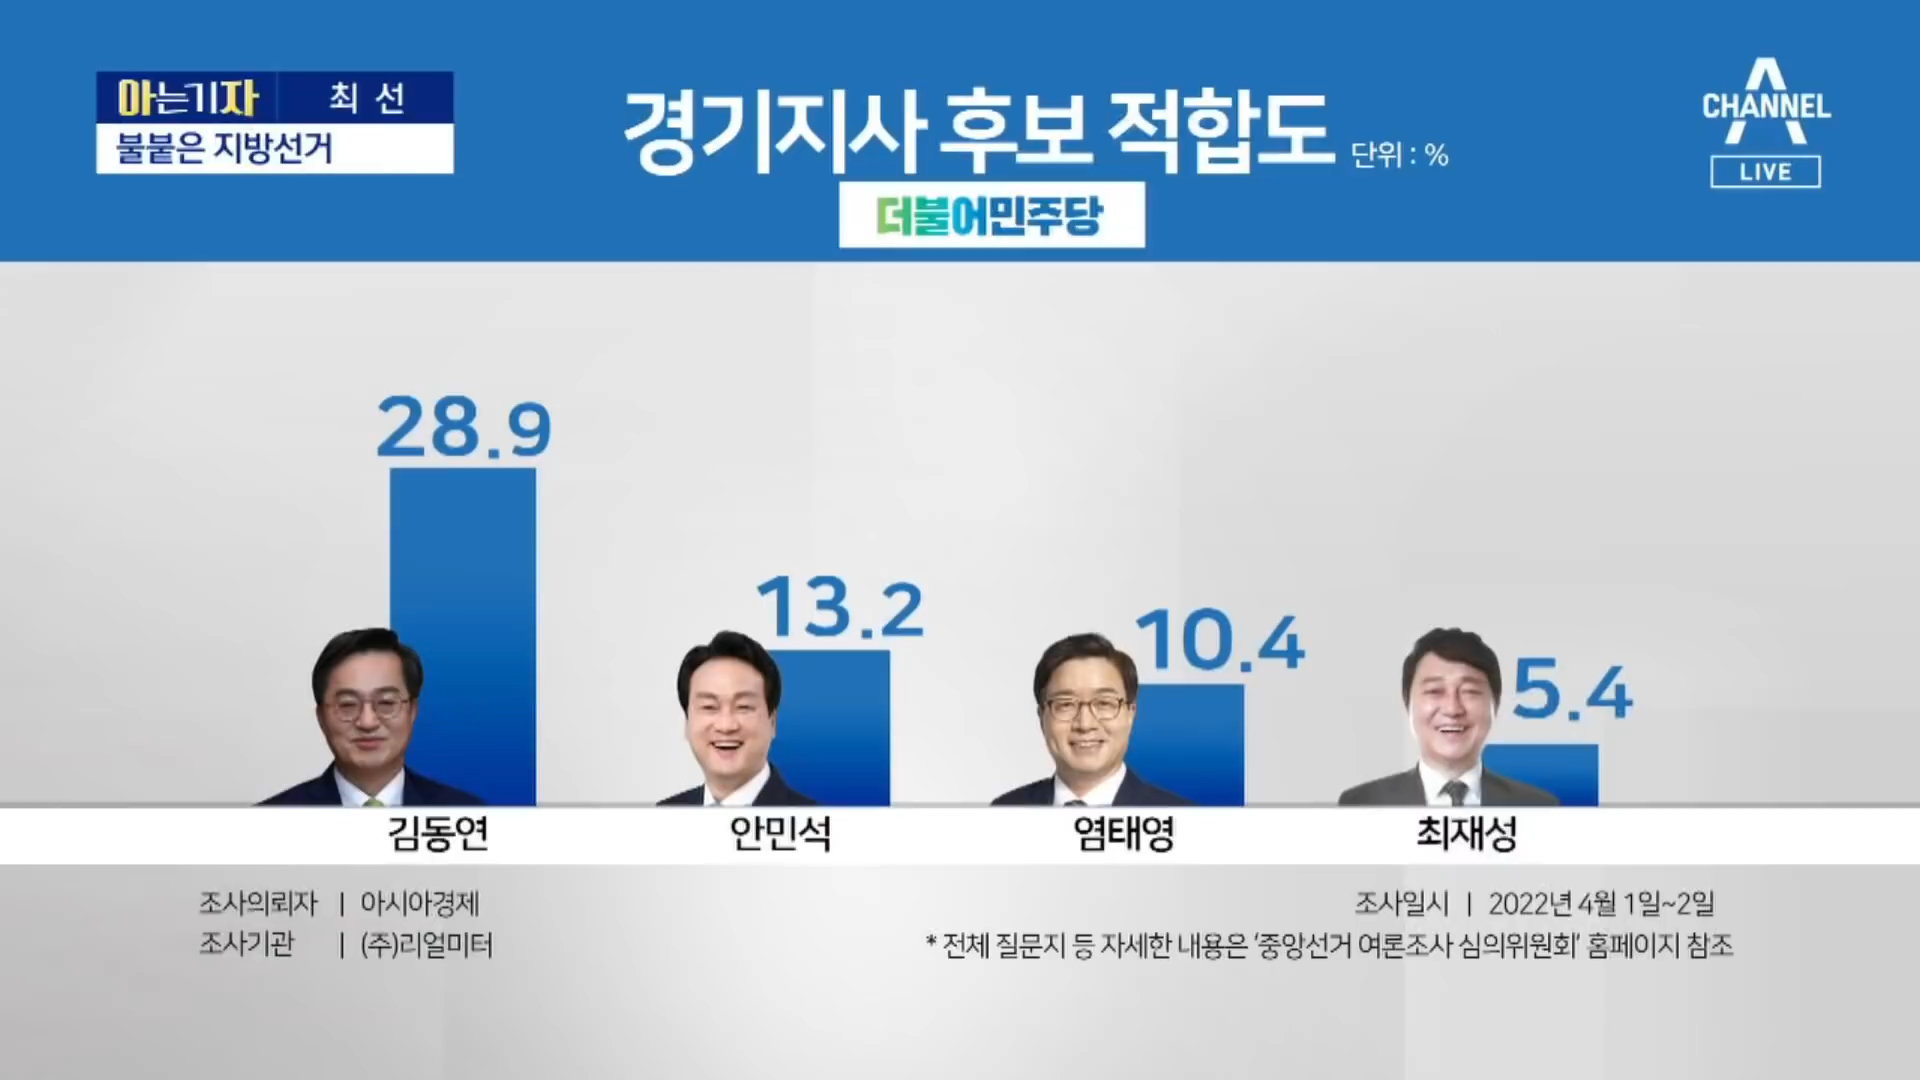 아는기자 최 선
불붙은 지방선거
경기지사 후보 적합도 단위 : %
더불어민주당
CHANNEL A
LIVE
28.9
13.2
10.4
5.4
김동연
안민석
염태영
최재성
조사의뢰자 | 아시아경제
조사기관 | (주)리얼미터
조사일시 | 2022년 4월 1일~2일
* 전체 질문지 등 자세한 내용은 '중앙선거 여론조사 심의위원회' 홈페이지 참조